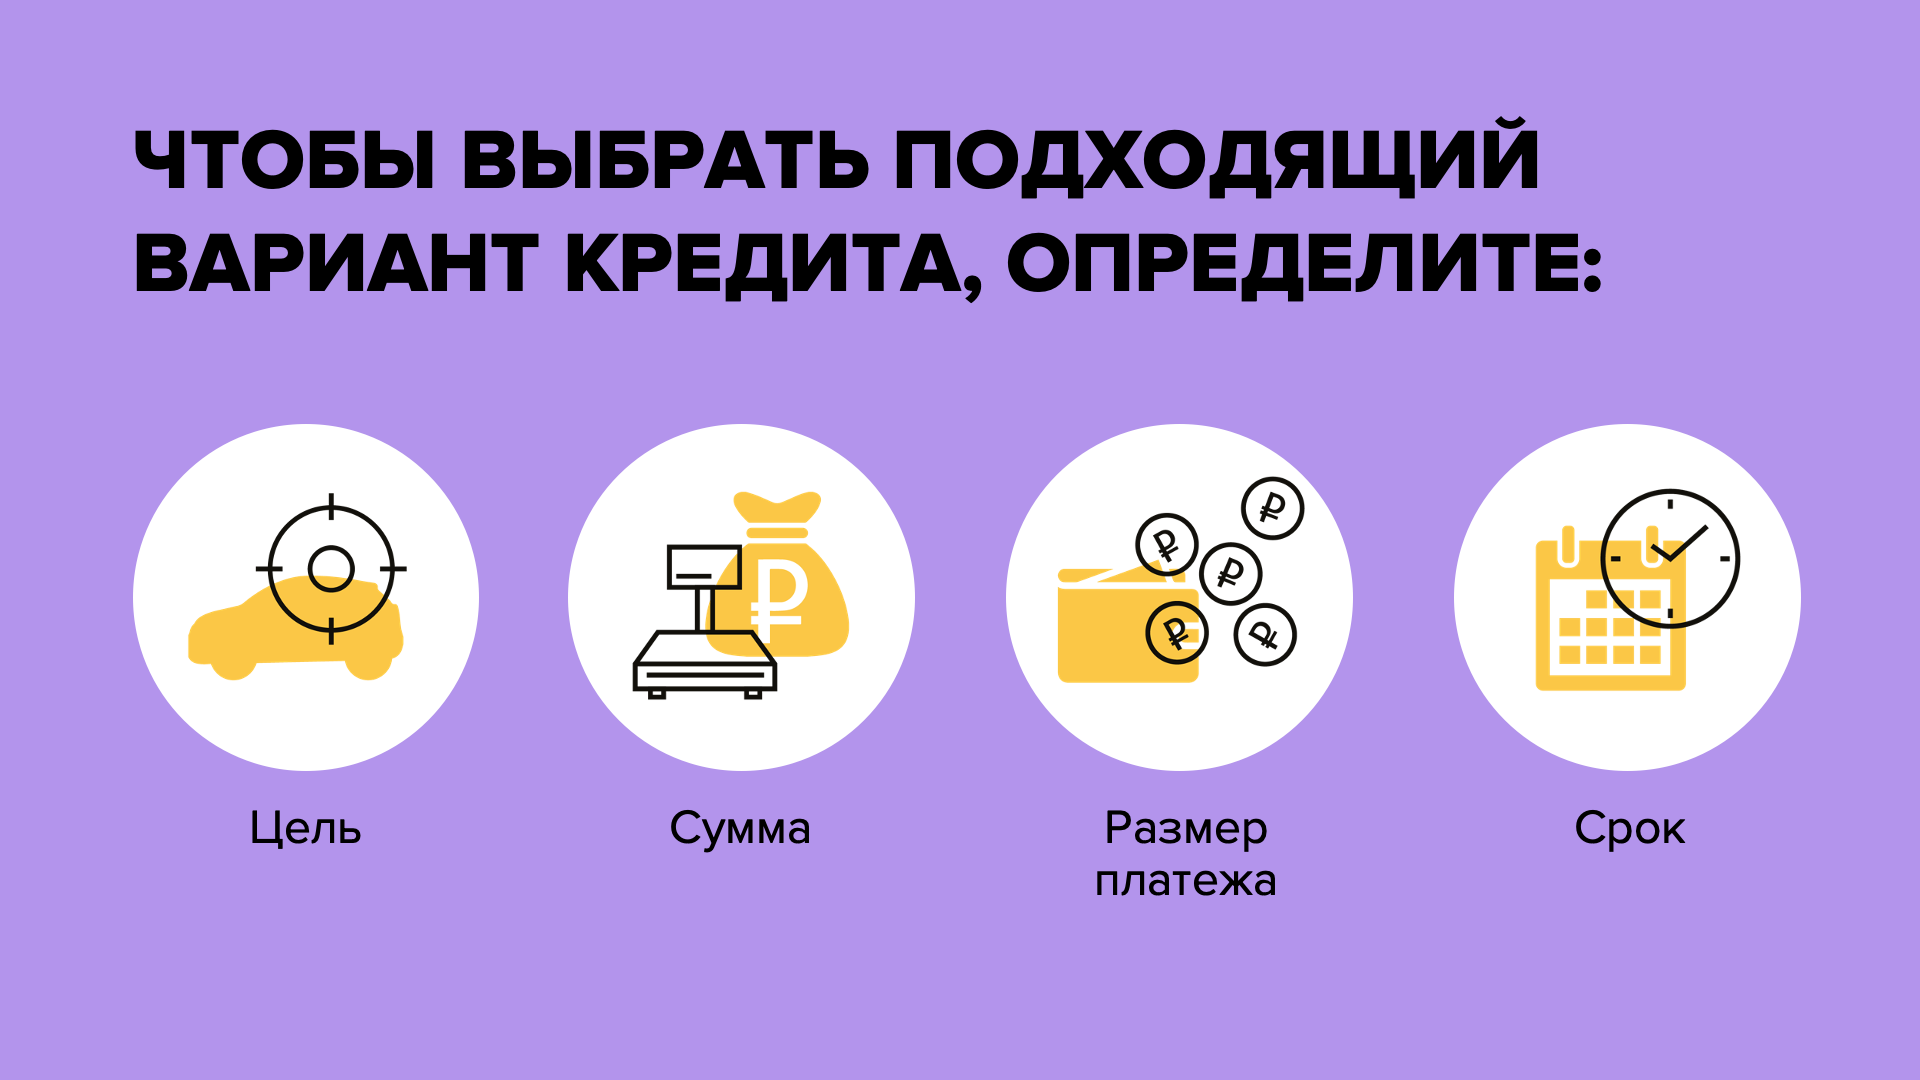 ЧТОБЫ ВЫБРАТЬ ПОДХОДЯЩИЙ
ВАРИАНТ КРЕДИТА, ОПРЕДЕЛИТЕ:
Цель
Сумма
Размер
платежа
Срок